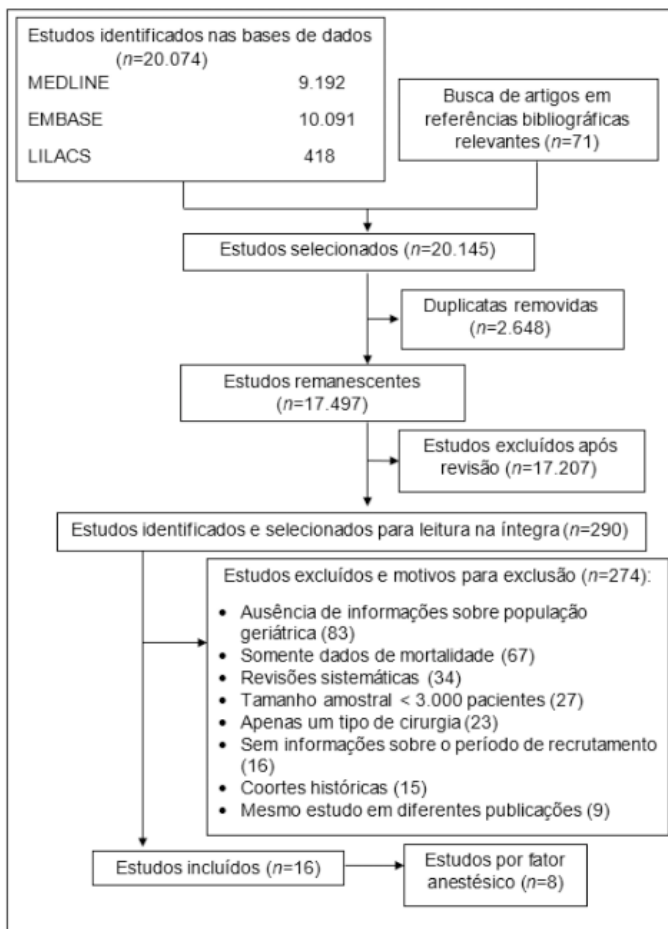 Estudos identificados nas bases de dados
(n=20.074)
MEDLINE 9.192
EMBASE 10.091
LILACS 418
Busca de artigos em
referências bibliográficas
relevantes (n=71)
Estudos selecionados (n=20.145)
Duplicatas removidas
(n=2.648)
Estudos remanescentes
(n=17.497)
Estudos excluídos após
revisão (n=17.207)
Estudos identificados e selecionados para leitura na íntegra (n=290)
Estudos excluídos e motivos para exclusão (n=274):
• Ausência de informações sobre população
geriátrica (83)
• Somente dados de mortalidade (67)
• Revisões sistemáticas (34)
• Tamanho amostral < 3.000 pacientes (27)
• Apenas um tipo de cirurgia (23)
• Sem informações sobre o período de recrutamento
(16)
• Coortes históricas (15)
• Mesmo estudo em diferentes publicações (9)
Estudos incluídos (n=16)
Estudos por fator
anestésico (n=8)